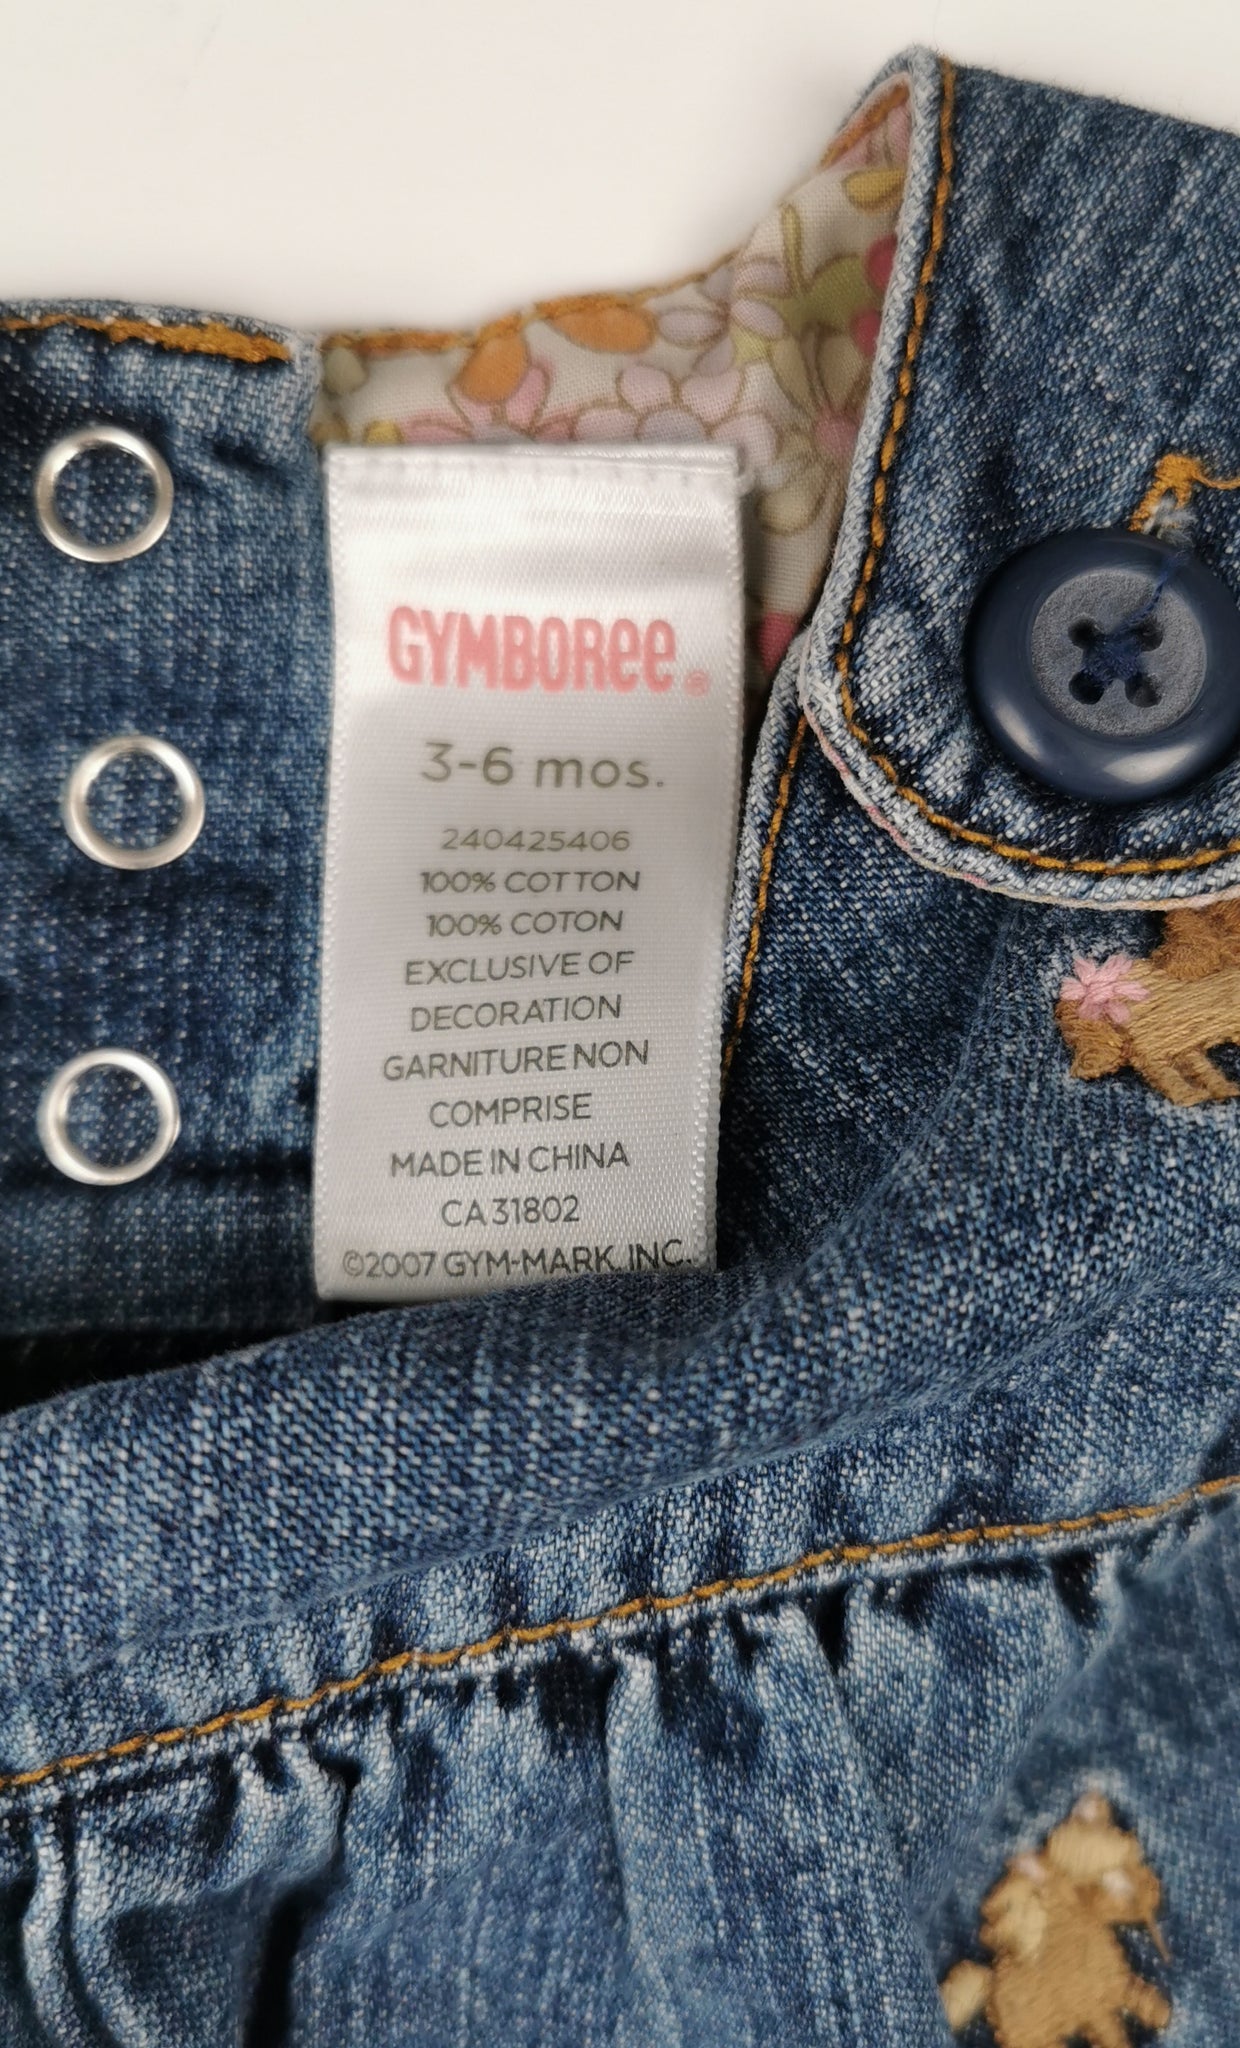 GYMBOREE®
3-6 mos.
240425406
100% COTTON
100% COTON
EXCLUSIVE OF
DECORATION
GARNITURE NON
COMPRISE
MADE IN CHINA
CA 31802
©2007 GYM-MARK, INC.